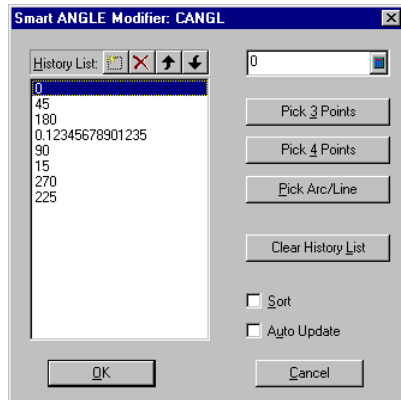 Smart ANGLE Modifier: CANGL
History List:
0
0
45
180
0.12345678901235
90
15
270
225
Pick 3 Points
Pick 4 Points
Pick Arc/Line
Clear History List
Sort
Auto Update
OK
Cancel